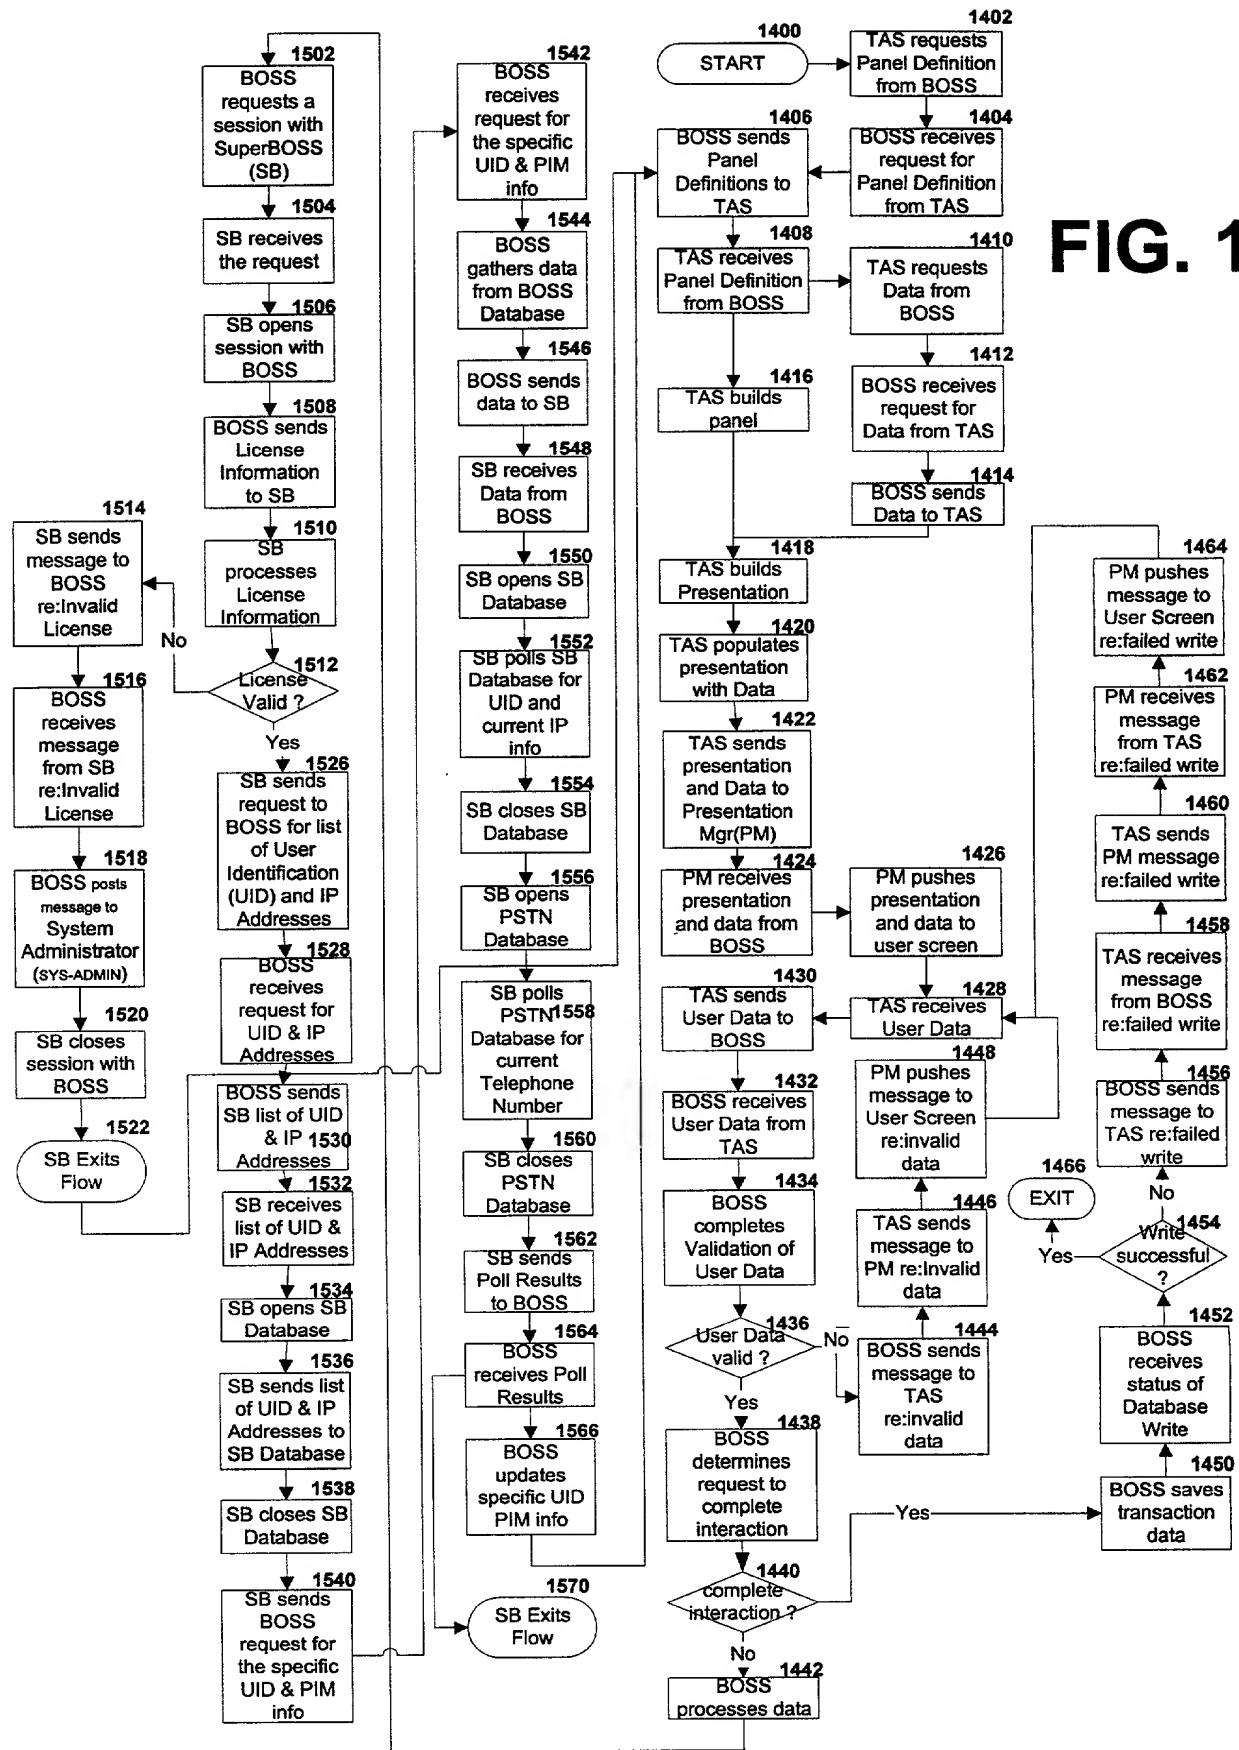 1400
START
1402
TAS requests
Panel Definition
from BOSS
1404
BOSS receives
request for
Panel Definition
from TAS
1406
BOSS sends
Panel
Definitions to
TAS
1408
TAS receives
Panel Definition
from BOSS
1410
TAS requests
Data from
BOSS
1412
BOSS receives
request for
Data from TAS
1414
BOSS sends
Data to TAS
1416
TAS builds
panel
1418
TAS builds
Presentation
1420
TAS populates
presentation
with Data
1422
TAS sends
presentation
and Data to
Presentation
Mgr(PM)
1424
PM receives
presentation
and data from
BOSS
1426
PM pushes
presentation
and data to
user screen
1428
TAS receives
User Data
1430
TAS sends
User Data to
BOSS
1432
BOSS receives
User Data from
TAS
1434
BOSS
completes
Validation of
User Data
1436
User Data
valid ?
No
Yes
1438
BOSS
determines
request to
complete
interaction
1440
complete
interaction ?
Yes
No
1442
BOSS
processes data
1444
BOSS sends
message to
TAS
re:invalid
data
1446
TAS sends
message to
PM re:Invalid
data
1448
PM pushes
message to
User Screen
re:invalid
data
1450
BOSS saves
transaction
data
1452
BOSS
receives
status of
Database
Write
1454
Write
successful
?
Yes
No
1456
BOSS sends
message to
TAS re:failed
write
1458
TAS receives
message
from BOSS
re:failed write
1460
TAS sends
PM message
re:failed write
1462
PM receives
message
from TAS
re:failed write
1464
PM pushes
message to
User Screen
re:failed write
1466
EXIT
1502
BOSS
requests a
session with
SuperBOSS
(SB)
1504
SB receives
the request
1506
SB opens
session with
BOSS
1508
BOSS sends
License
Information
to SB
1510
SB
processes
License
Information
1512
License
Valid ?
No
Yes
1514
SB sends
message to
BOSS
re:Invalid
License
1516
BOSS
receives
message
from SB
re:Invalid
License
1518
BOSS posts
message to
System
Administrator
(SYS-ADMIN)
1520
SB closes
session with
BOSS
1522
SB Exits
Flow
1526
SB sends
request to
BOSS for list
of User
Identification
(UID) and IP
Addresses
1528
BOSS
receives
request for
UID & IP
Addresses
BOSS sends
SB list of UID
& IP
1530
Addresses
1532
SB receives
list of UID &
IP Addresses
1534
SB opens SB
Database
1536
SB sends list
of UID & IP
Addresses to
SB Database
1538
SB closes SB
Database
1540
SB sends
BOSS
request for
the specific
UID & PIM
info
1542
BOSS
receives
request for
the specific
UID & PIM
info
1544
BOSS
gathers data
from BOSS
Database
1546
BOSS sends
data to SB
1548
SB receives
Data from
BOSS
1550
SB opens SB
Database
1552
SB polls SB
Database for
UID and
current IP
info
1554
SB closes SB
Database
1556
SB opens
PSTN
Database
SB polls
PSTN
1558
Database for
current
Telephone
Number
1560
SB closes
PSTN
Database
1562
SB sends
Poll Results
to BOSS
1564
BOSS
receives Poll
Results
1566
BOSS
updates
specific UID
PIM info
1570
SB Exits
Flow
FIG. 1